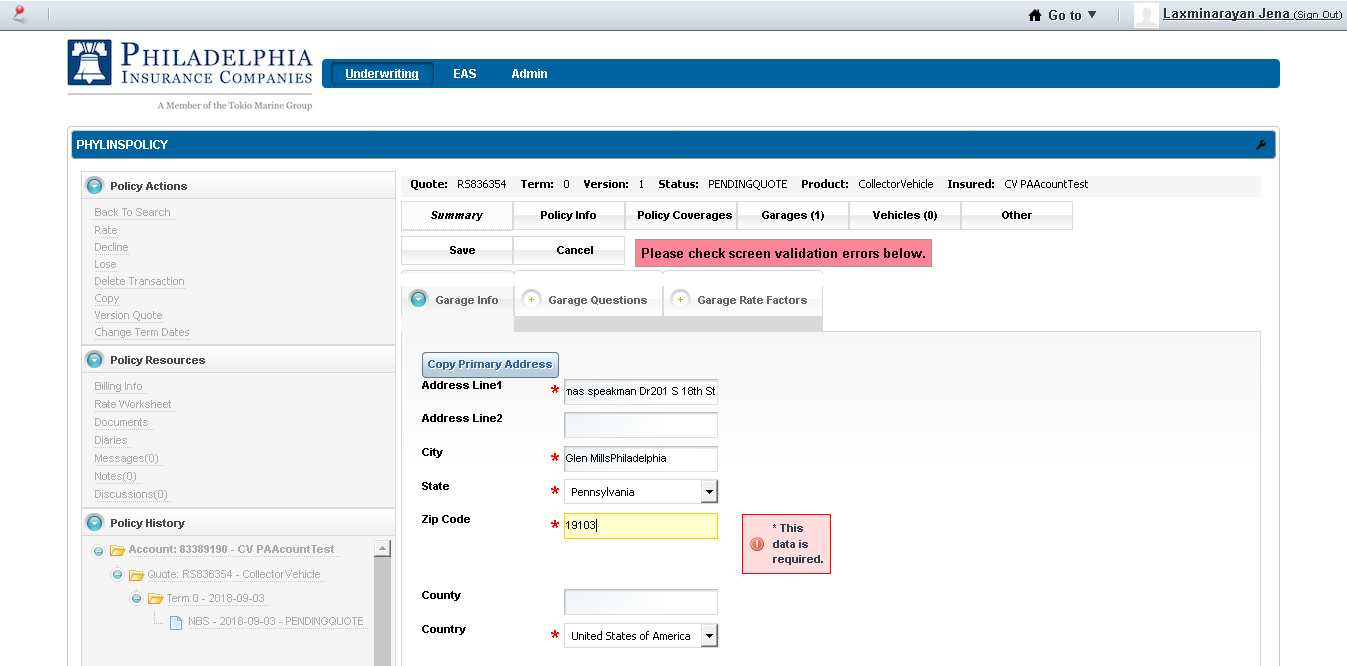 Go to ▼
Laxminarayan Jena (Sign Out)
PHILADELPHIA
INSURANCE COMPANIES
A Member of the Tokio Marine Group
Underwriting EAS Admin
PHYLINSPOLICY
Policy Actions
Back To Search
Rate
Decline
Lose
Delete Transaction
Copy
Version Quote
Change Term Dates
Policy Resources
Billing Info
Rate Worksheet
Documents
Diaries
Messages(0)
Notes(0)
Discussions(0)
Policy History
Account: 83389190 - CV PAAcountTest
Quote: RS836354 - CollectorVehicle
Term:0 - 2018-09-03
NBS - 2018-09-03 - PENDINGQUOTE
Quote: RS836354 Term: 0 Version: 1 Status: PENDINGQUOTE Product: CollectorVehicle Insured: CV PAAcountTest
Summary Policy Info Policy Coverages Garages (1) Vehicles (0) Other
Save Cancel Please check screen validation errors below.
Garage Info Garage Questions Garage Rate Factors
Copy Primary Address
Address Line1 * mas speakman Dr201 S 18th St
Address Line2
City * Glen MillsPhiladelphia
State * Pennsylvania
Zip Code * 19103
* This
data is
required.
County
Country * United States of America